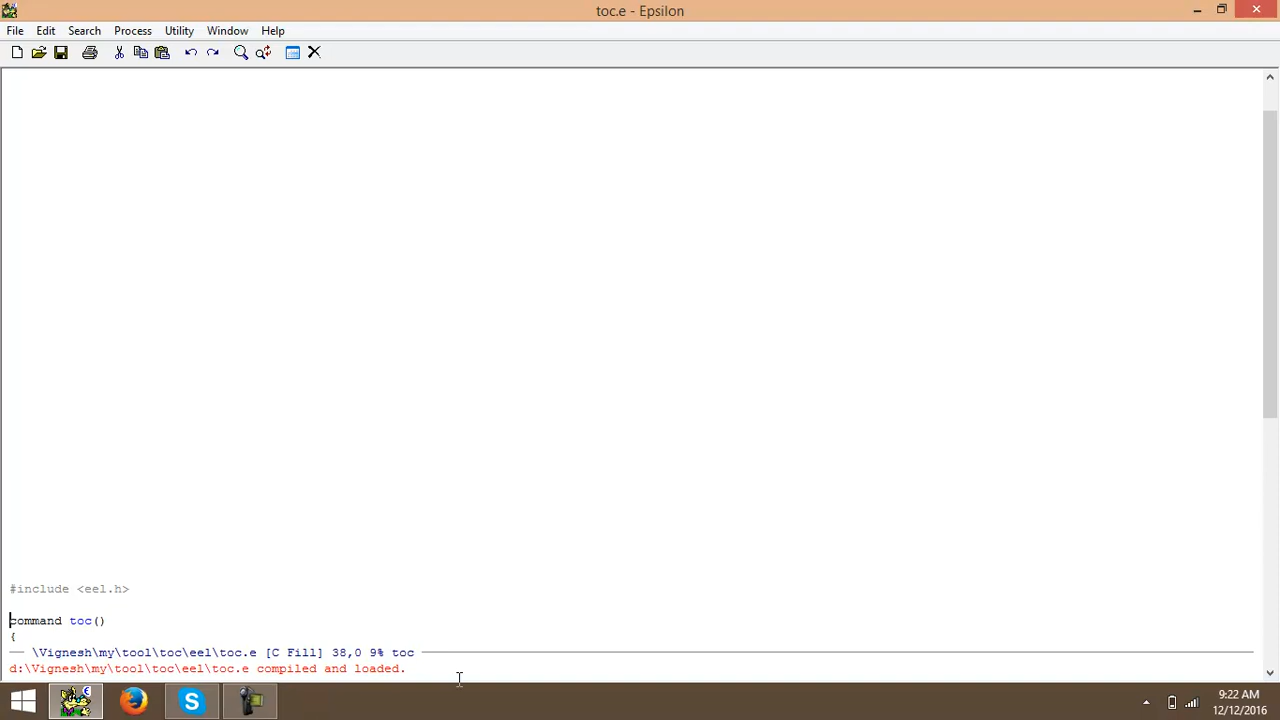 toc.e - Epsilon
File Edit Search Process Utility Window Help
#include <eel.h>
command toc()
{
\Vignesh\my\tool\toc\eel\toc.e [C Fill] 38,0 9% toc
d:\Vignesh\my\tool\toc\eel\toc.e compiled and loaded.
S
9:22 AM
12/12/2016